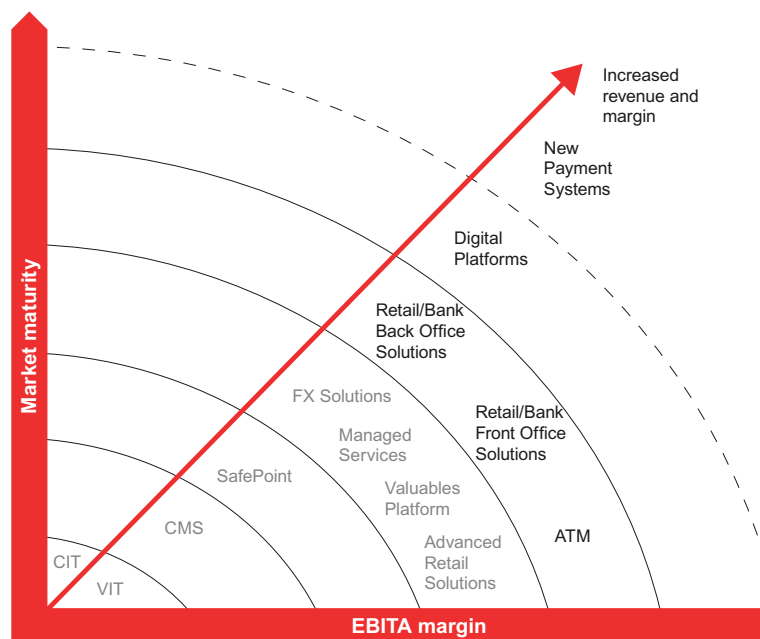 Increased
revenue and
margin
New
Payment
Systems
Digital
Platforms
Retail/Bank
Back Office
Solutions
FX Solutions
Retail/Bank
Front Office
Solutions
Managed
Services
SafePoint
Valuables
Platform
CMS
ATM
Advanced
Retail
Solutions
CIT
VIT
Market maturity
EBITA margin